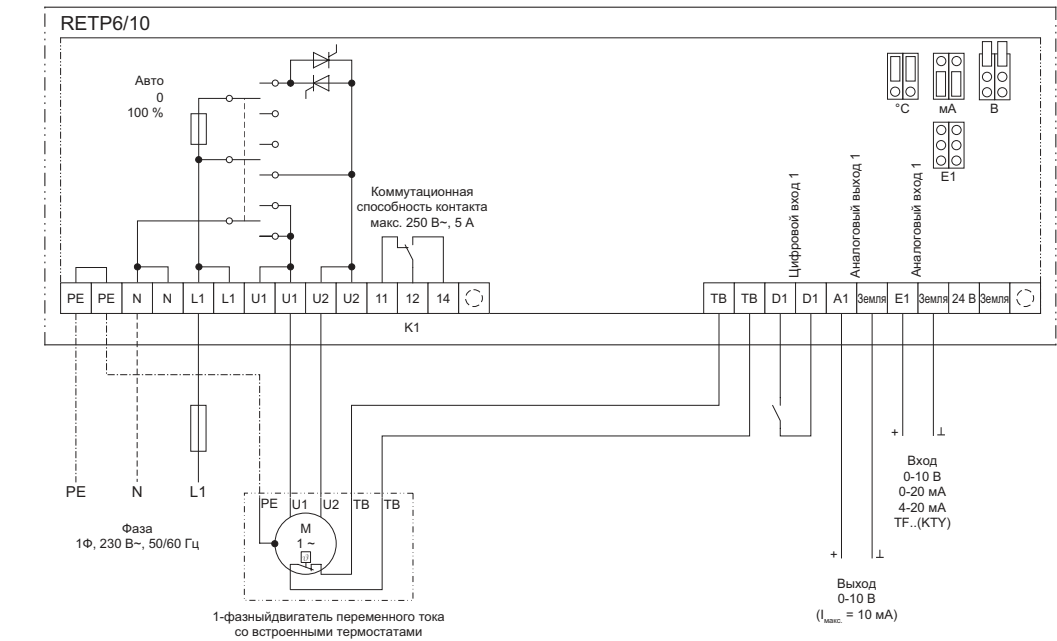 RETP6/10
Авто
0
100 %
Коммутационная
способность контакта
макс. 250 В~, 5 А
°C
мА
В
E1
Цифровой вход 1
Аналоговый выход 1
Аналоговый вход 1
PE PE N N L1 L1 U1 U1 U2 U2 11 12 14
TB TB D1 D1 A1 Земля E1 Земля 24 В Земля
K1
PE N L1
Фаза
1Ф, 230 В~, 50/60 Гц
PE U1 U2 TB TB
M
1 ~
1-фазныйдвигатель переменного тока
со встроенными термостатами
+ ⊥
Вход
0-10 В
0-20 мА
4-20 мА
TF..(KTY)
+ ⊥
Выход
0-10 В
(Iмакс. = 10 мА)